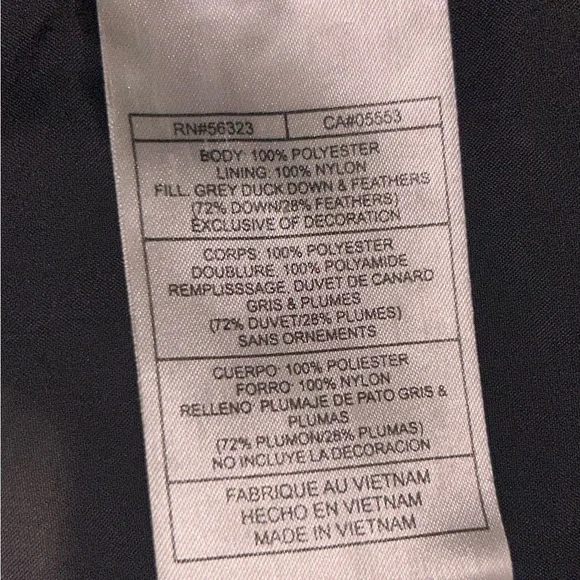 RN#56323 CA#05553
BODY: 100% POLYESTER
LINING: 100% NYLON
FILL: GREY DUCK DOWN & FEATHERS
(72% DOWN/28% FEATHERS)
EXCLUSIVE OF DECORATION
CORPS: 100% POLYESTER
DOUBLURE: 100% POLYAMIDE
REMPLISSSAGE: DUVET DE CANARD
GRIS & PLUMES
(72% DUVET/28% PLUMES)
SANS ORNEMENTS
CUERPO: 100% POLIESTER
FORRO: 100% NYLON
RELLENO: PLUMAJE DE PATO GRIS &
PLUMAS
(72% PLUMON/28% PLUMAS)
NO INCLUYE LA DECORACION
FABRIQUE AU VIETNAM
HECHO EN VIETNAM
MADE IN VIETNAM